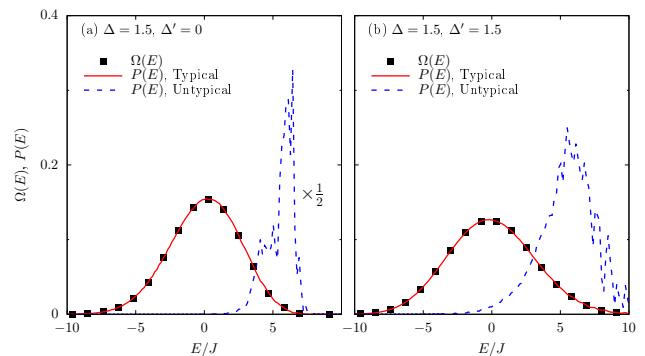 (a) Δ = 1.5, Δ′ = 0
Ω(E)
P(E), Typical
P(E), Untypical
×1/2
(b) Δ = 1.5, Δ′ = 1.5
Ω(E)
P(E), Typical
P(E), Untypical
Ω(E), P(E)
0.4
0.2
0
−10 −5 0 5
E/J
−10 −5 0 5 10
E/J